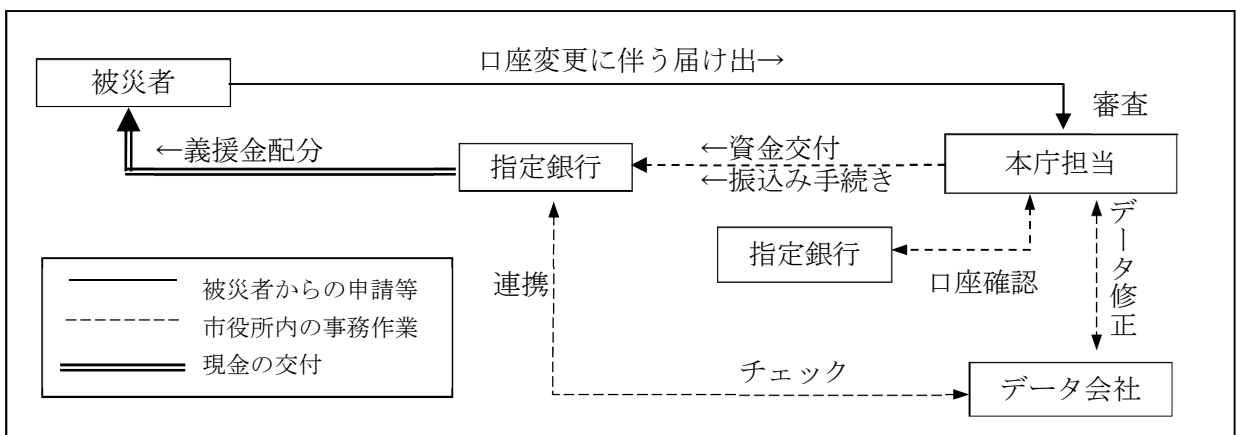 口座変更に伴う届け出→
被災者
審査
←義援金配分
指定銀行
←資金交付
←振込み手続き
本庁担当
指定銀行
口座確認
データ修正
連携
被災者からの申請等
市役所内の事務作業
現金の交付
チェック
データ会社